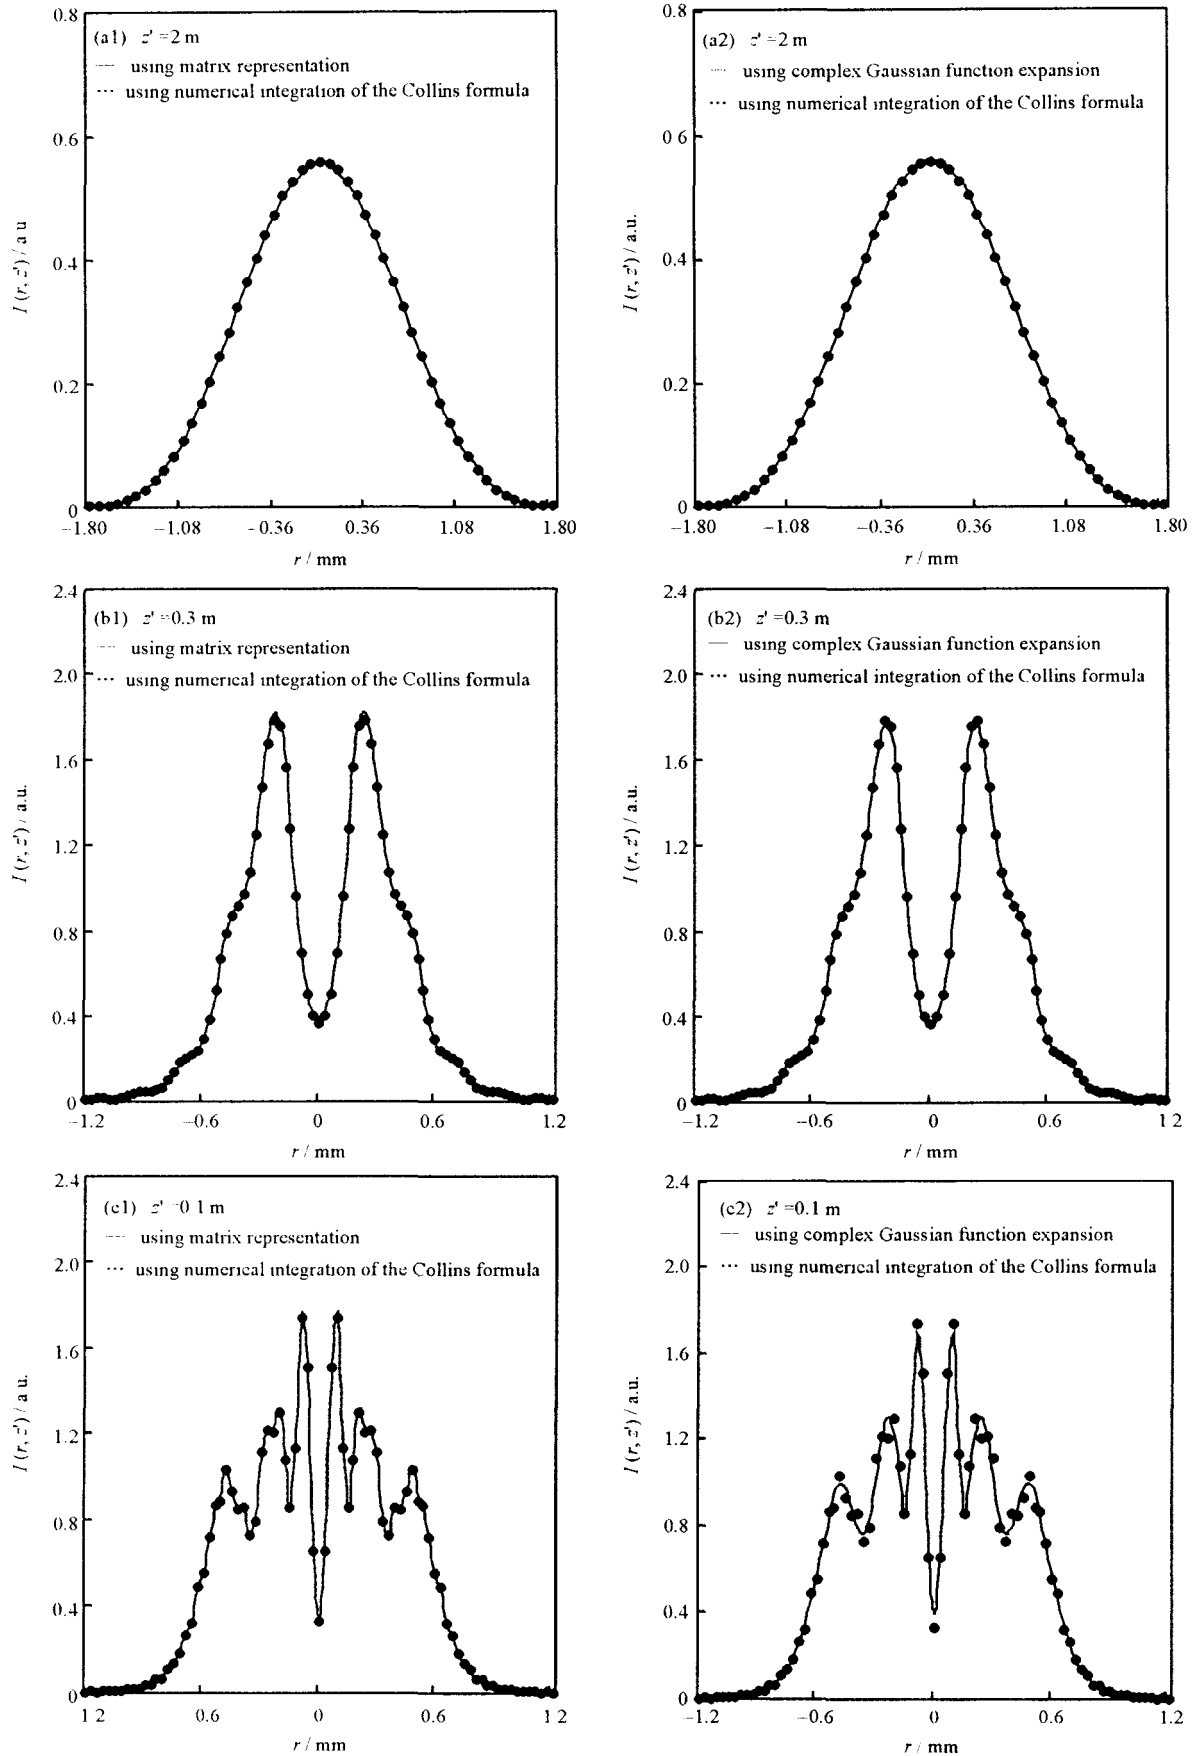 0.8
(a1) z' =2 m
using matrix representation
using numerical integration of the Collins formula
0 6
0.4
0.2
0
I (r, z') / a u
−1.80 −1.08 −0.36 0.36 1.08 1.80
r / mm
0.8
(a2) z' =2 m
using complex Gaussian function expansion
using numerical integration of the Collins formula
0 6
0.4
0.2
0
I (r, z') / a.u.
−1.80 −1.08 −0.36 0.36 1.08 1.80
r / mm
2.4
(b1) z' =0.3 m
using matrix representation
using numerical integration of the Collins formula
2.0
1.6
1.2
0.8
0.4
0
I (r, z') / a.u.
−1.2 −0.6 0 0.6 1.2
r / mm
2.4
(b2) z' =0.3 m
using complex Gaussian function expansion
using numerical integration of the Collins formula
2.0
1.6
1.2
0.8
0.4
0
I (r, z') / a.u.
−1.2 −0.6 0 0.6 1 2
r / mm
2.4
(c1) z' =0 1 m
using matrix representation
using numerical integration of the Collins formula
2.0
1.6
1.2
0.8
0.4
0
I (r, z') / a u.
1 2 0.6 0 0.6 1.2
r / mm
2.4
(c2) z' =0.1 m
using complex Gaussian function expansion
using numerical integration of the Collins formula
2.0
1.6
1.2
0.8
0.4
0
I (r, z') / a.u.
−1.2 −0.6 0 0.6 1.2
r / mm